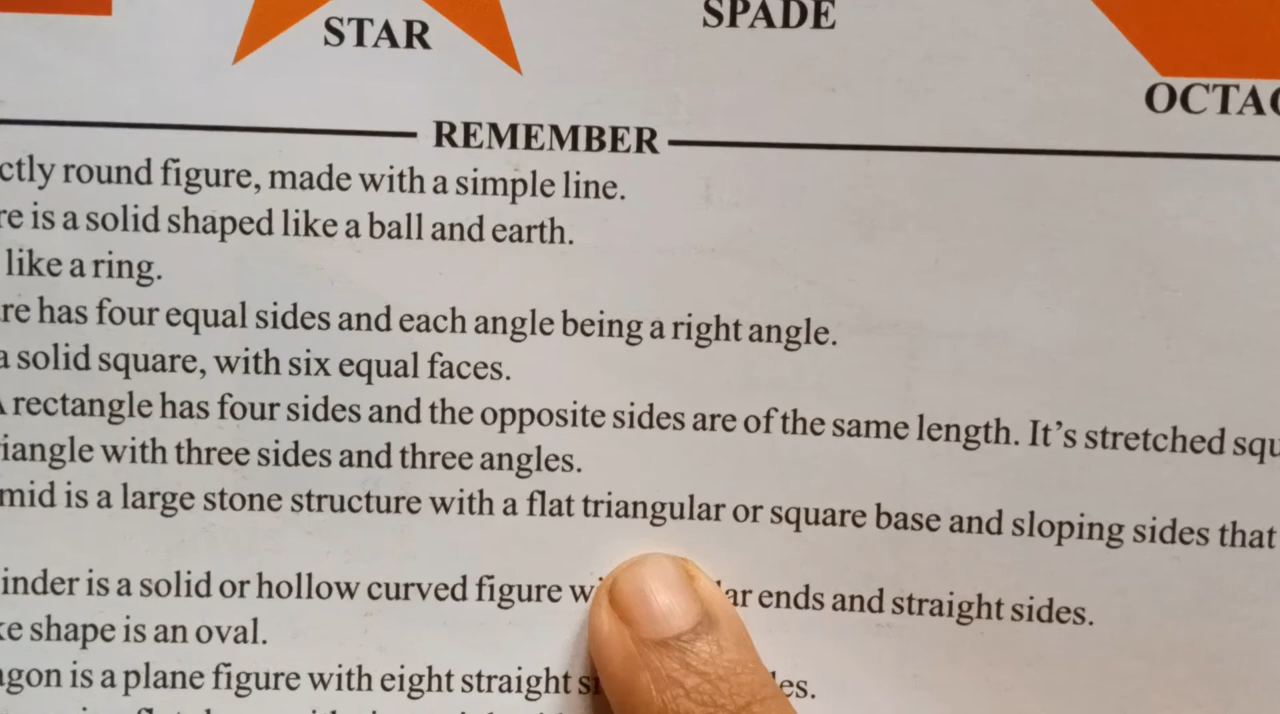 STAR
SPADE
OCTAG
REMEMBER
ctly round figure, made with a simple line.
re is a solid shaped like a ball and earth.
like a ring.
re has four equal sides and each angle being a right angle.
a solid square, with six equal faces.
A rectangle has four sides and the opposite sides are of the same length. It's stretched squ
iangle with three sides and three angles.
mid is a large stone structure with a flat triangular or square base and sloping sides that
inder is a solid or hollow curved figure wi ar ends and straight sides.
ke shape is an oval.
agon is a plane figure with eight straight si es.